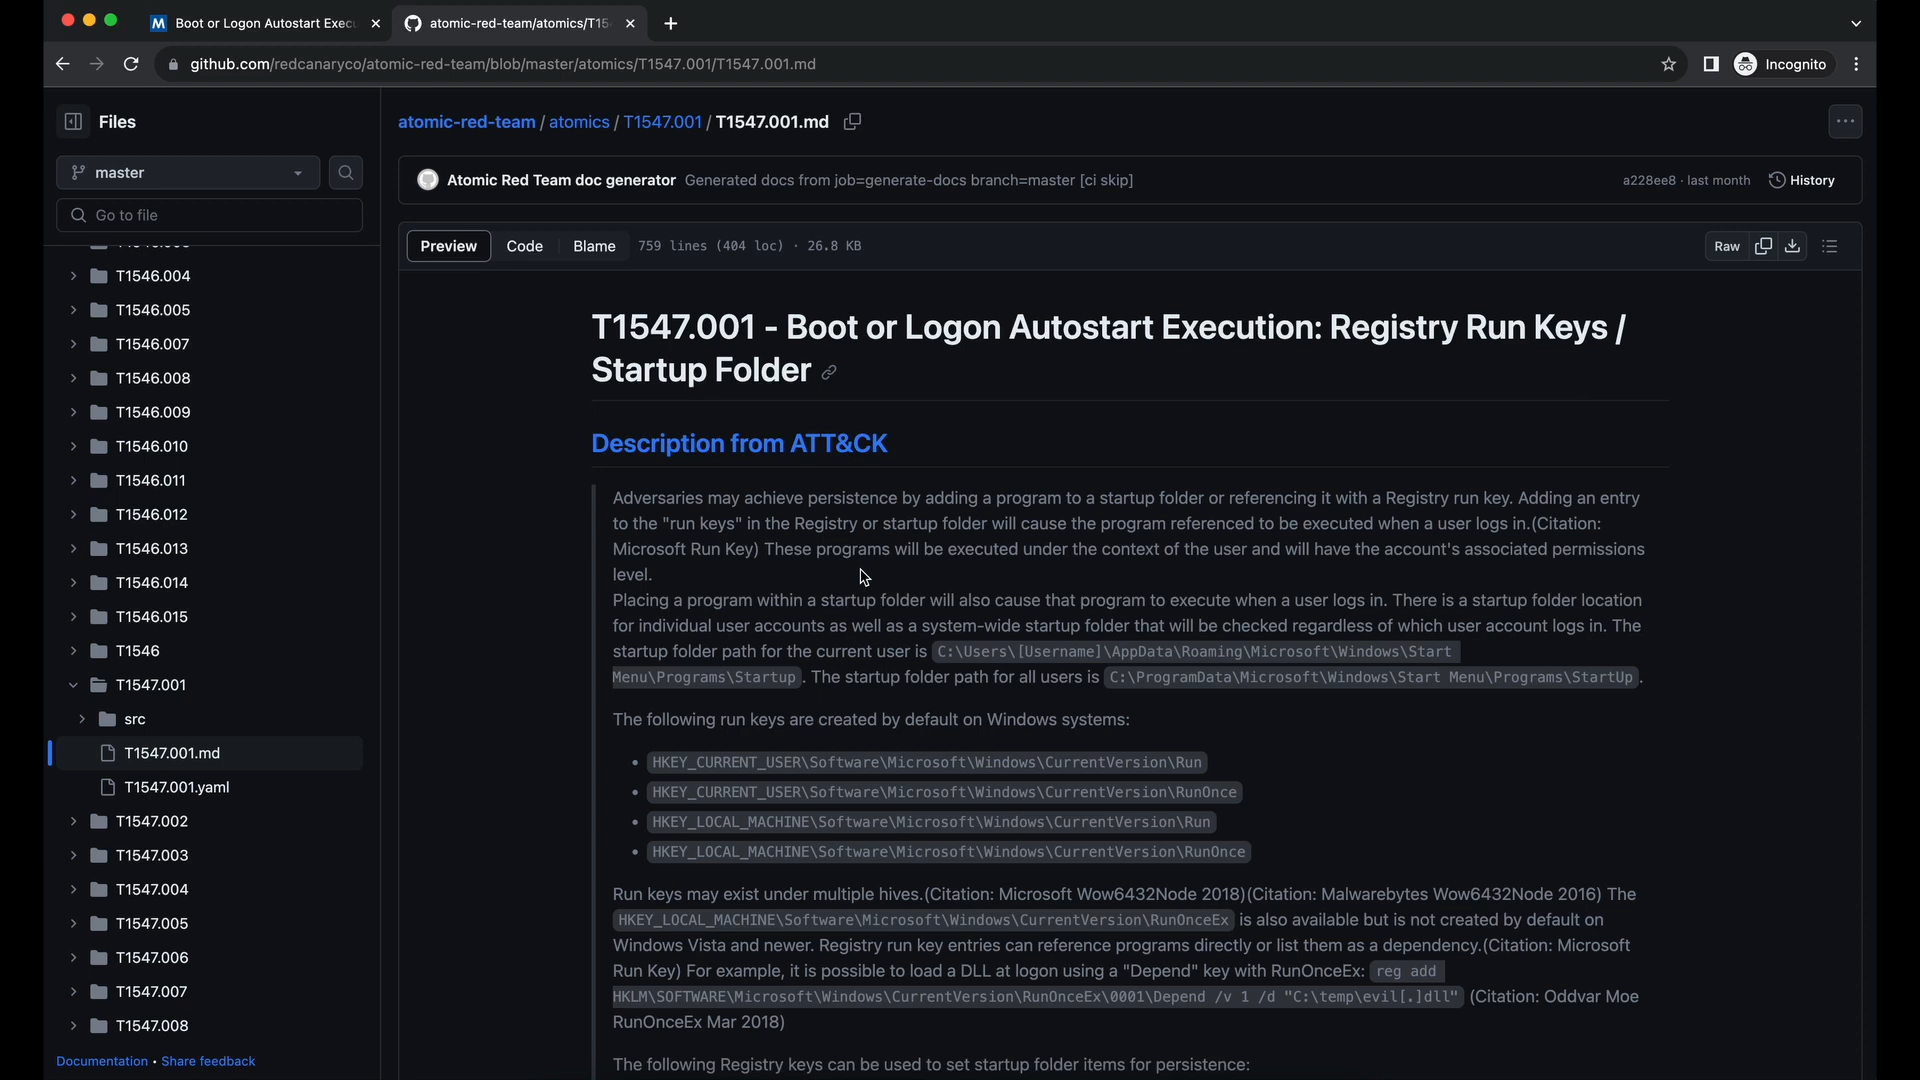 Boot or Logon Autostart Exec
atomic-red-team/atomics/T15
github.com/redcanaryco/atomic-red-team/blob/master/atomics/T1547.001/T1547.001.md
Incognito
Files
master
Go to file
T1546.004
T1546.005
T1546.007
T1546.008
T1546.009
T1546.010
T1546.011
T1546.012
T1546.013
T1546.014
T1546.015
T1546
T1547.001
src
T1547.001.md
T1547.001.yaml
T1547.002
T1547.003
T1547.004
T1547.005
T1547.006
T1547.007
T1547.008
Documentation • Share feedback
atomic-red-team / atomics / T1547.001 / T1547.001.md
Atomic Red Team doc generator Generated docs from job=generate-docs branch=master [ci skip]
a228ee8 · last month History
Preview Code Blame 759 lines (404 loc) · 26.8 KB
Raw
T1547.001 - Boot or Logon Autostart Execution: Registry Run Keys /
Startup Folder
Description from ATT&CK
Adversaries may achieve persistence by adding a program to a startup folder or referencing it with a Registry run key. Adding an entry
to the "run keys" in the Registry or startup folder will cause the program referenced to be executed when a user logs in.(Citation:
Microsoft Run Key) These programs will be executed under the context of the user and will have the account's associated permissions
level.
Placing a program within a startup folder will also cause that program to execute when a user logs in. There is a startup folder location
for individual user accounts as well as a system-wide startup folder that will be checked regardless of which user account logs in. The
startup folder path for the current user is C:\Users\[Username]\AppData\Roaming\Microsoft\Windows\Start
Menu\Programs\Startup . The startup folder path for all users is C:\ProgramData\Microsoft\Windows\Start Menu\Programs\StartUp .
The following run keys are created by default on Windows systems:
• HKEY_CURRENT_USER\Software\Microsoft\Windows\CurrentVersion\Run
• HKEY_CURRENT_USER\Software\Microsoft\Windows\CurrentVersion\RunOnce
• HKEY_LOCAL_MACHINE\Software\Microsoft\Windows\CurrentVersion\Run
• HKEY_LOCAL_MACHINE\Software\Microsoft\Windows\CurrentVersion\RunOnce
Run keys may exist under multiple hives.(Citation: Microsoft Wow6432Node 2018)(Citation: Malwarebytes Wow6432Node 2016) The
HKEY_LOCAL_MACHINE\Software\Microsoft\Windows\CurrentVersion\RunOnceEx is also available but is not created by default on
Windows Vista and newer. Registry run key entries can reference programs directly or list them as a dependency.(Citation: Microsoft
Run Key) For example, it is possible to load a DLL at logon using a "Depend" key with RunOnceEx: reg add
HKLM\SOFTWARE\Microsoft\Windows\CurrentVersion\RunOnceEx\0001\Depend /v 1 /d "C:\temp\evil[.]dll" (Citation: Oddvar Moe
RunOnceEx Mar 2018)
The following Registry keys can be used to set startup folder items for persistence: